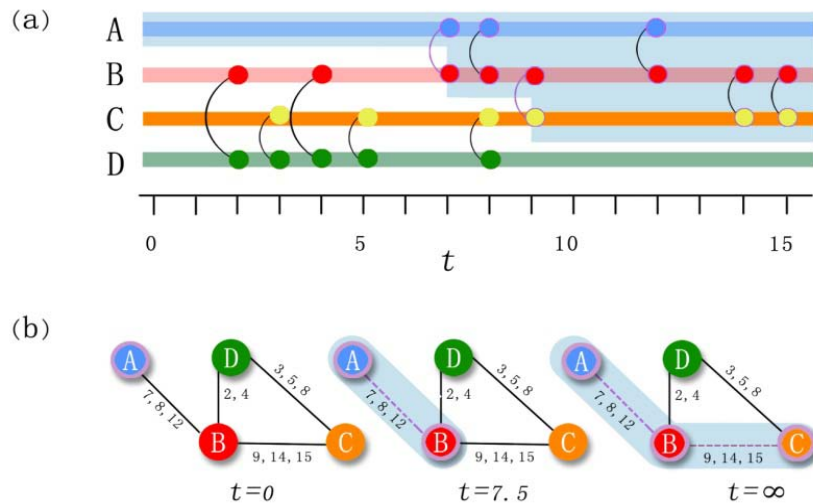 (a)
A
B
C
D
0 5 10 15
t
(b)
A D
7, 8, 12 2, 4 3, 5, 8
B C
9, 14, 15
t=0
A D
7, 8, 12 2, 4 3, 5, 8
B C
9, 14, 15
t=7.5
A D
7, 8, 12 2, 4 3, 5, 8
B C
9, 14, 15
t=∞